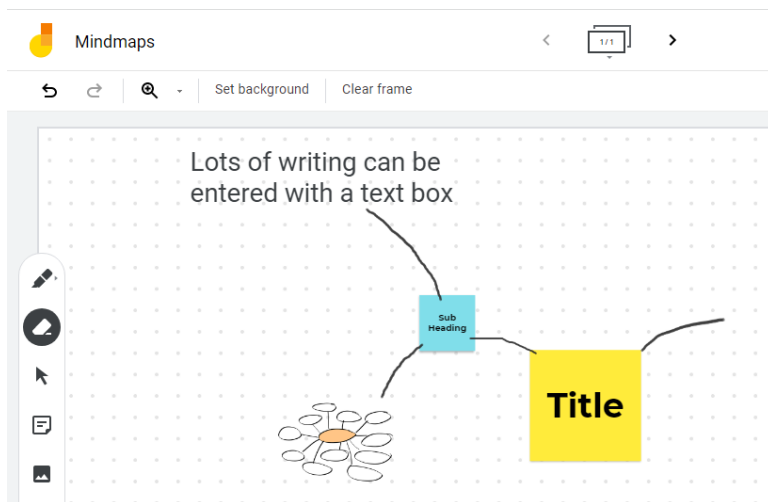 Mindmaps
1/1
Set background
Clear frame
Lots of writing can be
entered with a text box
Sub
Heading
Title